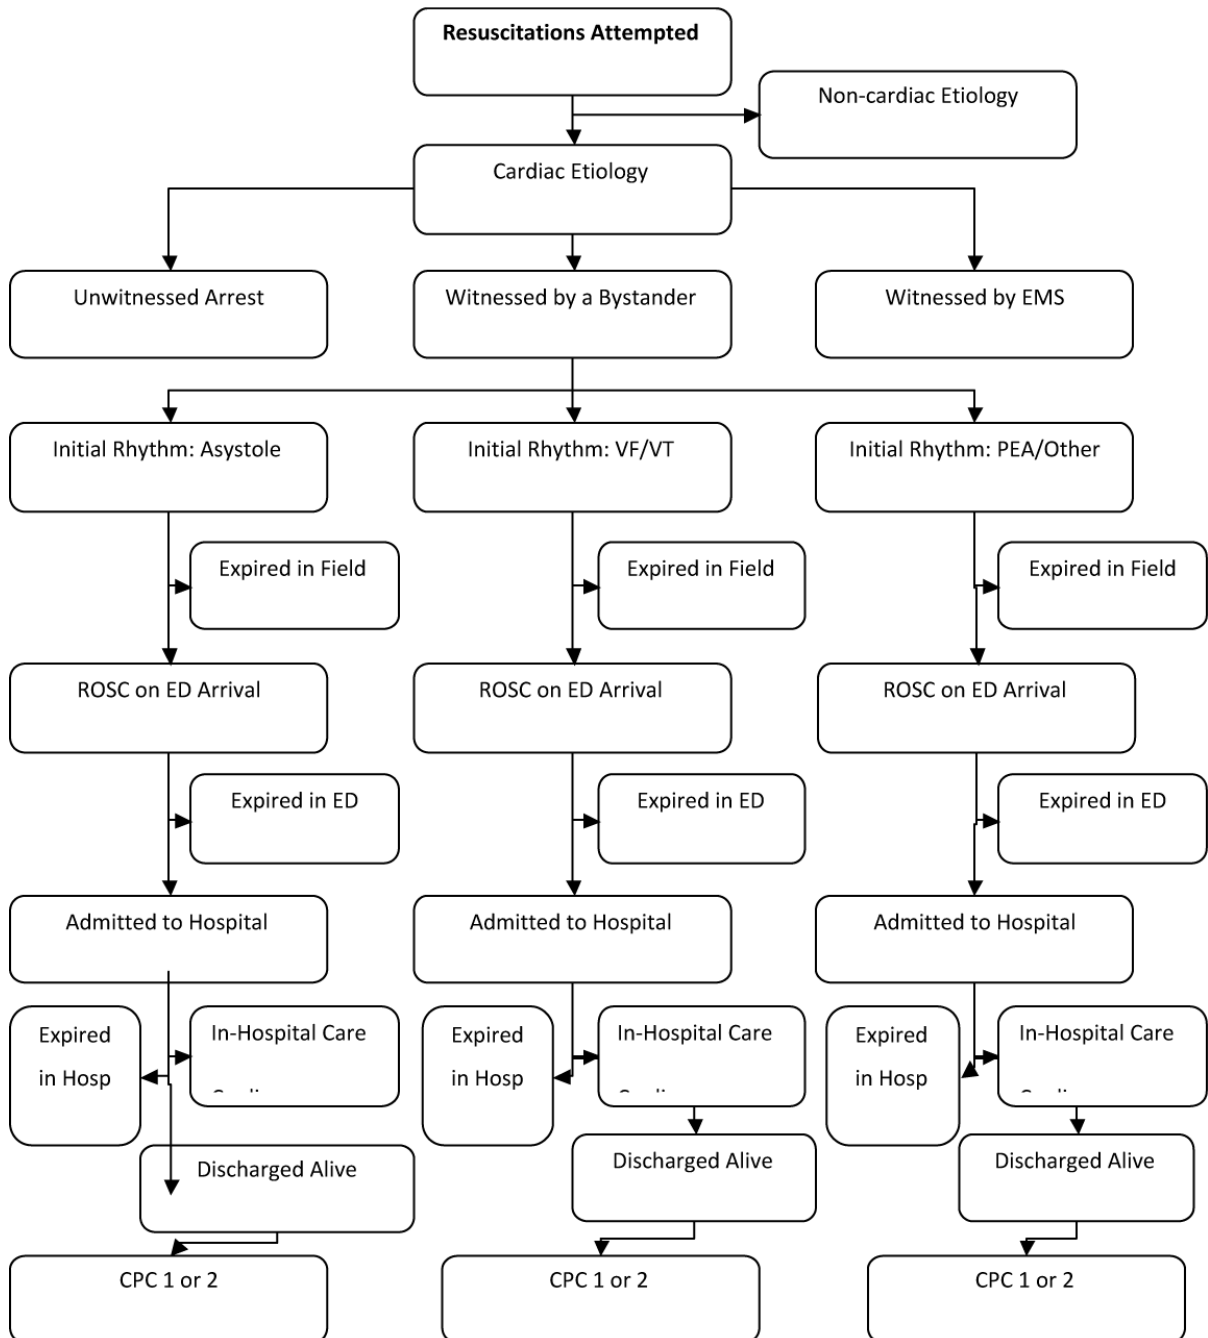 Resuscitations Attempted
Non-cardiac Etiology
Cardiac Etiology
Unwitnessed Arrest
Witnessed by a Bystander
Witnessed by EMS
Initial Rhythm: Asystole
Initial Rhythm: VF/VT
Initial Rhythm: PEA/Other
Expired in Field
Expired in Field
Expired in Field
ROSC on ED Arrival
ROSC on ED Arrival
ROSC on ED Arrival
Expired in ED
Expired in ED
Expired in ED
Admitted to Hospital
Admitted to Hospital
Admitted to Hospital
Expired
in Hosp
In-Hospital Care
Expired
in Hosp
In-Hospital Care
Expired
in Hosp
In-Hospital Care
Discharged Alive
Discharged Alive
Discharged Alive
CPC 1 or 2
CPC 1 or 2
CPC 1 or 2